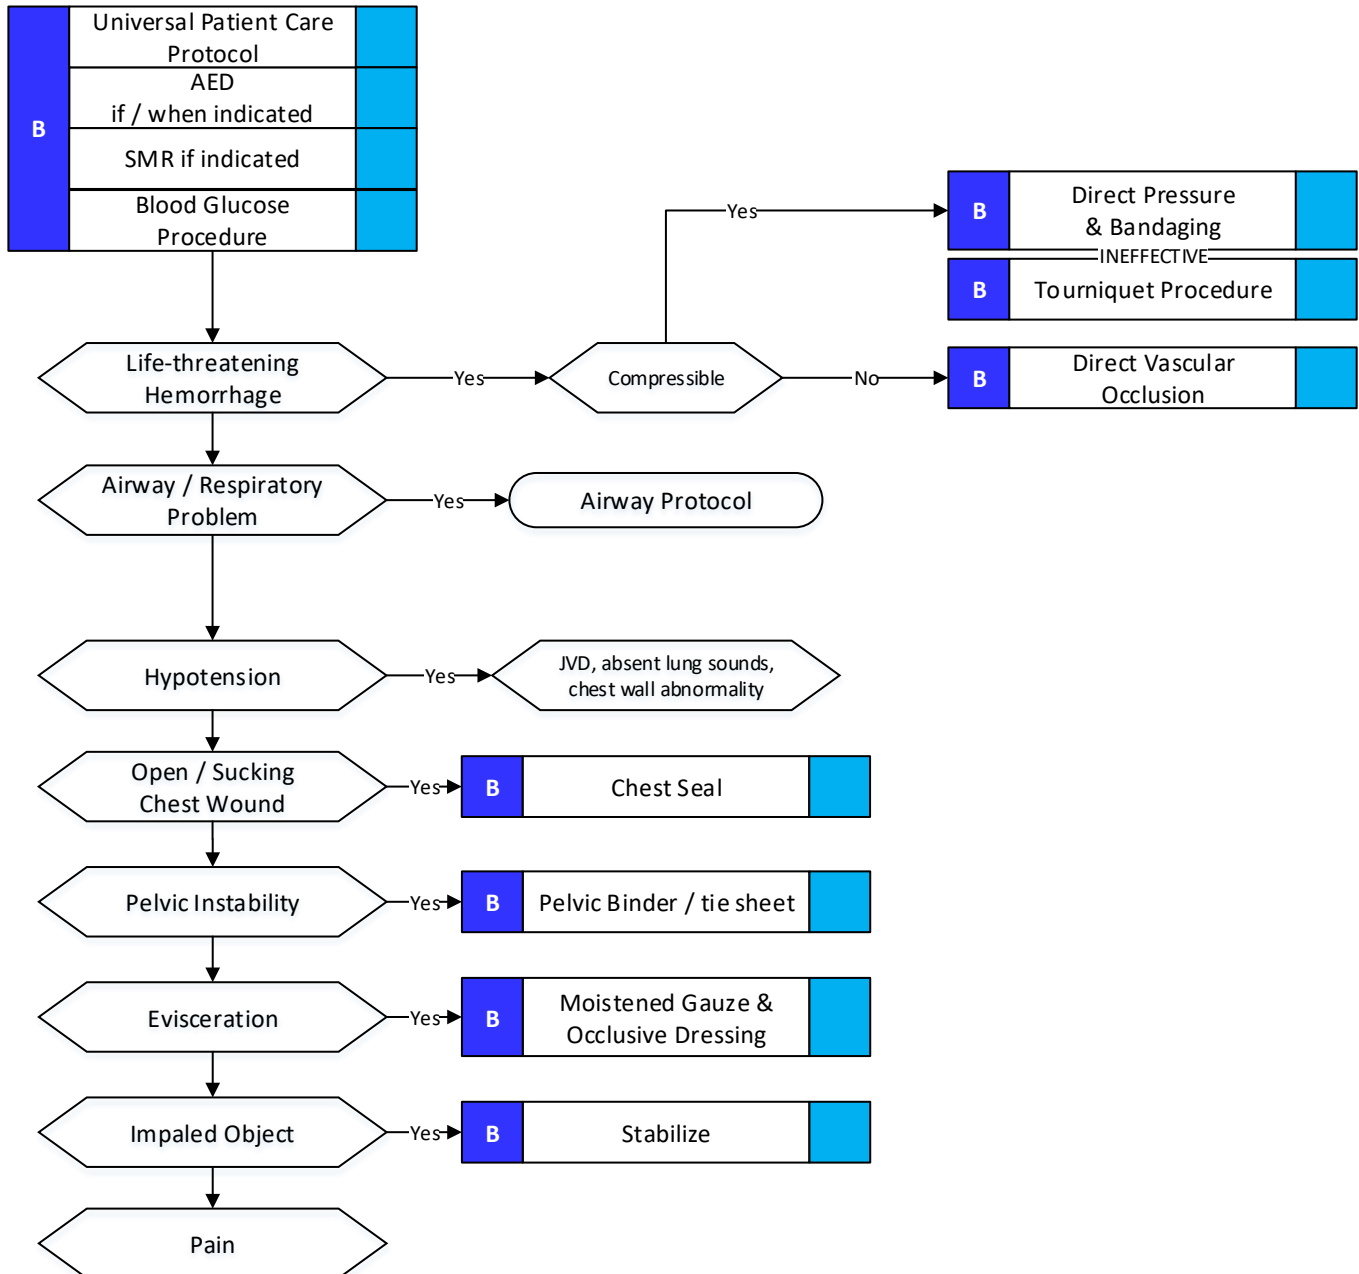 B
Universal Patient Care
Protocol
AED
if / when indicated
SMR if indicated
Blood Glucose
Procedure
Yes
B
Direct Pressure
& Bandaging
INEFFECTIVE
B
Tourniquet Procedure
Life-threatening
Hemorrhage
Yes
Compressible
No
B
Direct Vascular
Occlusion
Airway / Respiratory
Problem
Yes
Airway Protocol
Hypotension
Yes
JVD, absent lung sounds,
chest wall abnormality
Open / Sucking
Chest Wound
Yes
B
Chest Seal
Pelvic Instability
Yes
B
Pelvic Binder / tie sheet
Evisceration
Yes
B
Moistened Gauze &
Occlusive Dressing
Impaled Object
Yes
B
Stabilize
Pain